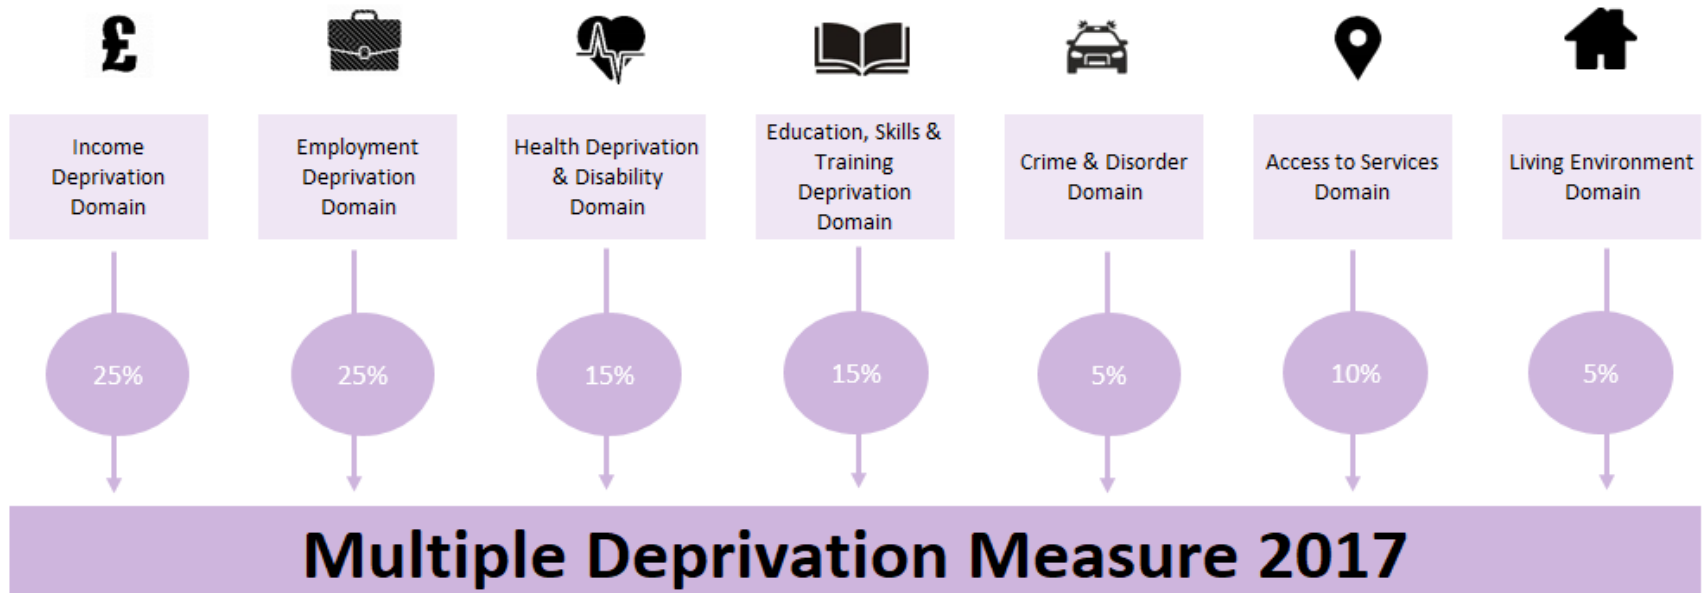 £
Income
Deprivation
Domain
Employment
Deprivation
Domain
Health Deprivation
& Disability
Domain
Education, Skills &
Training
Deprivation
Domain
Crime & Disorder
Domain
Access to Services
Domain
Living Environment
Domain
25%
25%
15%
15%
5%
10%
5%
Multiple Deprivation Measure 2017